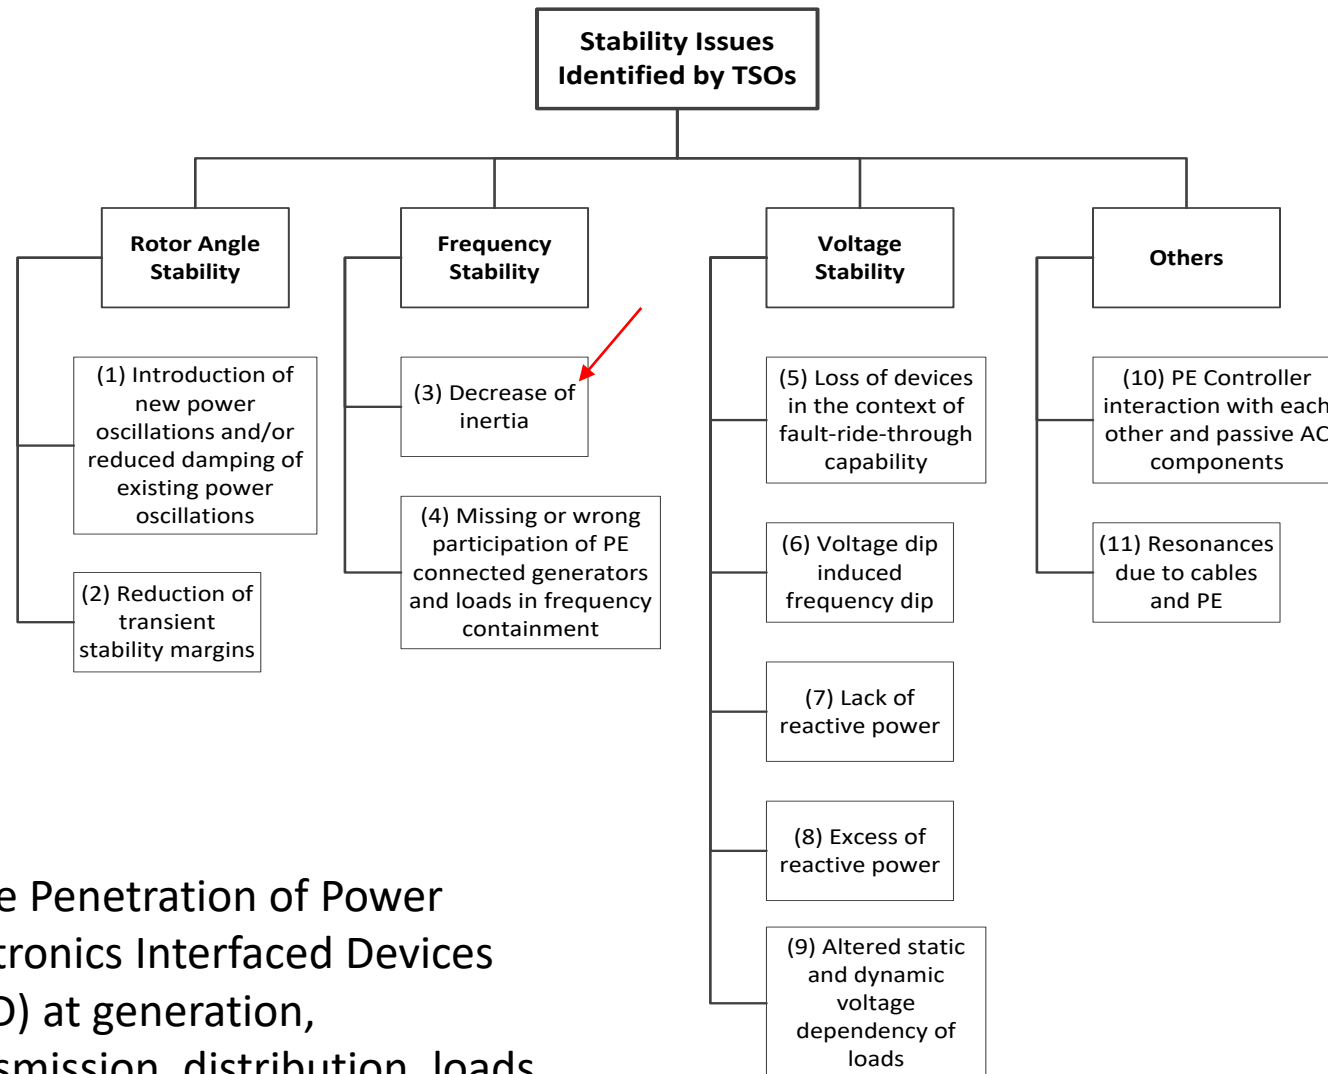 Stability Issues
Identified by TSOs
Rotor Angle
Stability
(1) Introduction of
new power
oscillations and/or
reduced damping of
existing power
oscillations
(2) Reduction of
transient
stability margins
Frequency
Stability
(3) Decrease of
inertia
(4) Missing or wrong
participation of PE
connected generators
and loads in frequency
containment
Voltage
Stability
(5) Loss of devices
in the context of
fault-ride-through
capability
(6) Voltage dip
induced
frequency dip
(7) Lack of
reactive power
(8) Excess of
reactive power
(9) Altered static
and dynamic
voltage
dependency of
loads
Others
(10) PE Controller
interaction with each
other and passive AC
components
(11) Resonances
due to cables
and PE
e Penetration of Power
tronics Interfaced Devices
D) at generation,
smission, distribution, loads